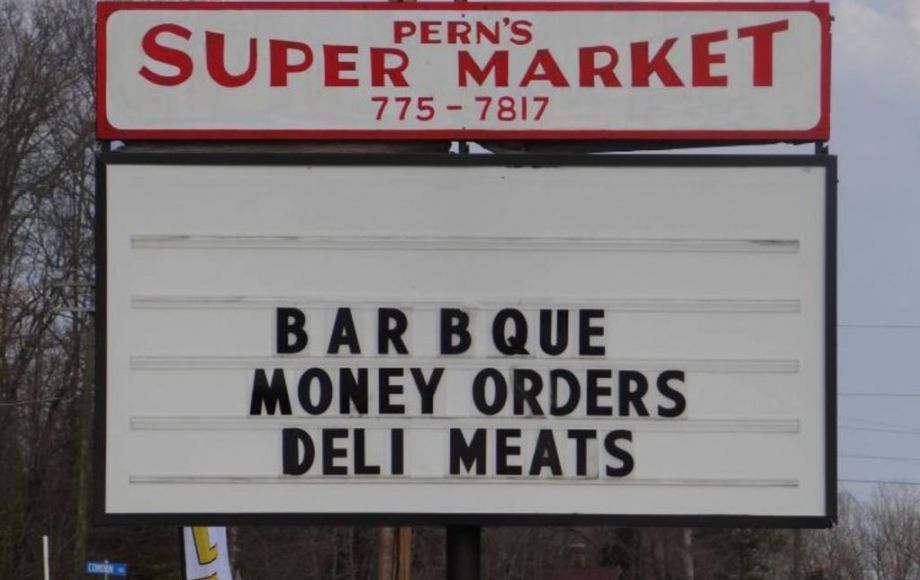 PERN'S
SUPER MARKET
775-7817
BAR BQUE
MONEY ORDERS
DELI MEATS